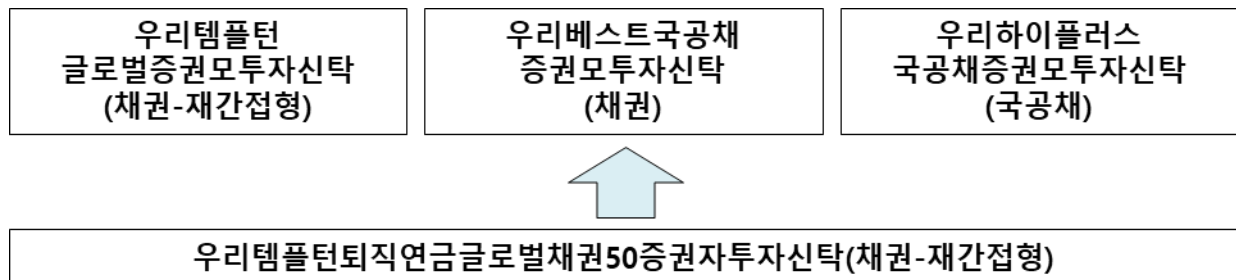 우리템플턴
글로벌증권모투자신탁
(채권-재간접형)
우리베스트국공채
증권모투자신탁
(채권)
우리하이플러스
국공채증권모투자신탁
(국공채)
우리템플턴퇴직연금글로벌채권50증권자투자신탁(채권-재간접형)